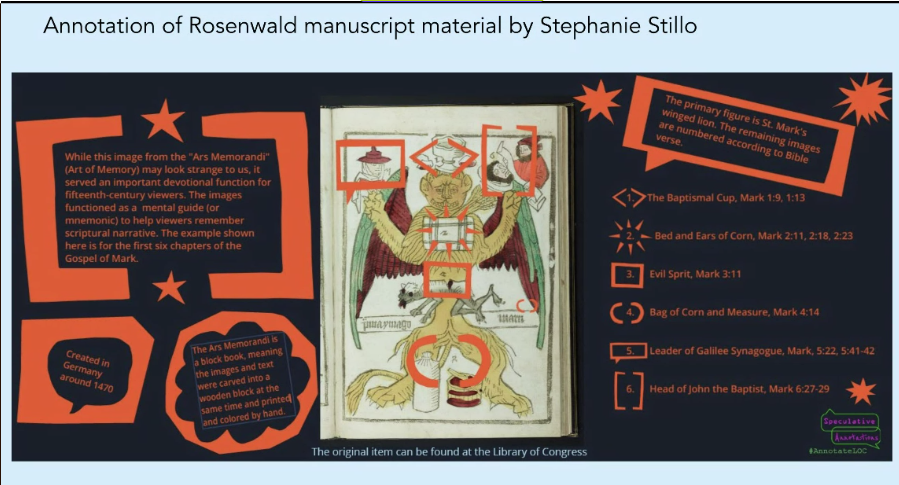 Annotation of Rosenwald manuscript material by Stephanie Stillo
While this image from the "Ars Memorandi"
(Art of Memory) may look strange to us, it
served an important devotional function for
fifteenth-century viewers. The images
functioned as a mental guide (or
mnemonic) to help viewers remember
scriptural narrative. The example shown
here is for the first six chapters of the
Gospel of Mark.
Created in
Germany
around 1470
The Ars Memorandi is
a block book, meaning
the images and text
were carved into a
wooden block at the
same time and printed
and colored by hand.
The primary figure is St. Mark's
winged lion. The remaining images
are numbered according to Bible
verse.
1. The Baptismal Cup, Mark 1:9, 1:13
2. Bed and Ears of Corn, Mark 2:11, 2:18, 2:23
3. Evil Sprit, Mark 3:11
4. Bag of Corn and Measure, Mark 4:14
5. Leader of Galilee Synagogue, Mark, 5:22, 5:41-42
6. Head of John the Baptist, Mark 6:27-29
Speculative
Annotations
#AnnotateLOC
The original item can be found at the Library of Congress